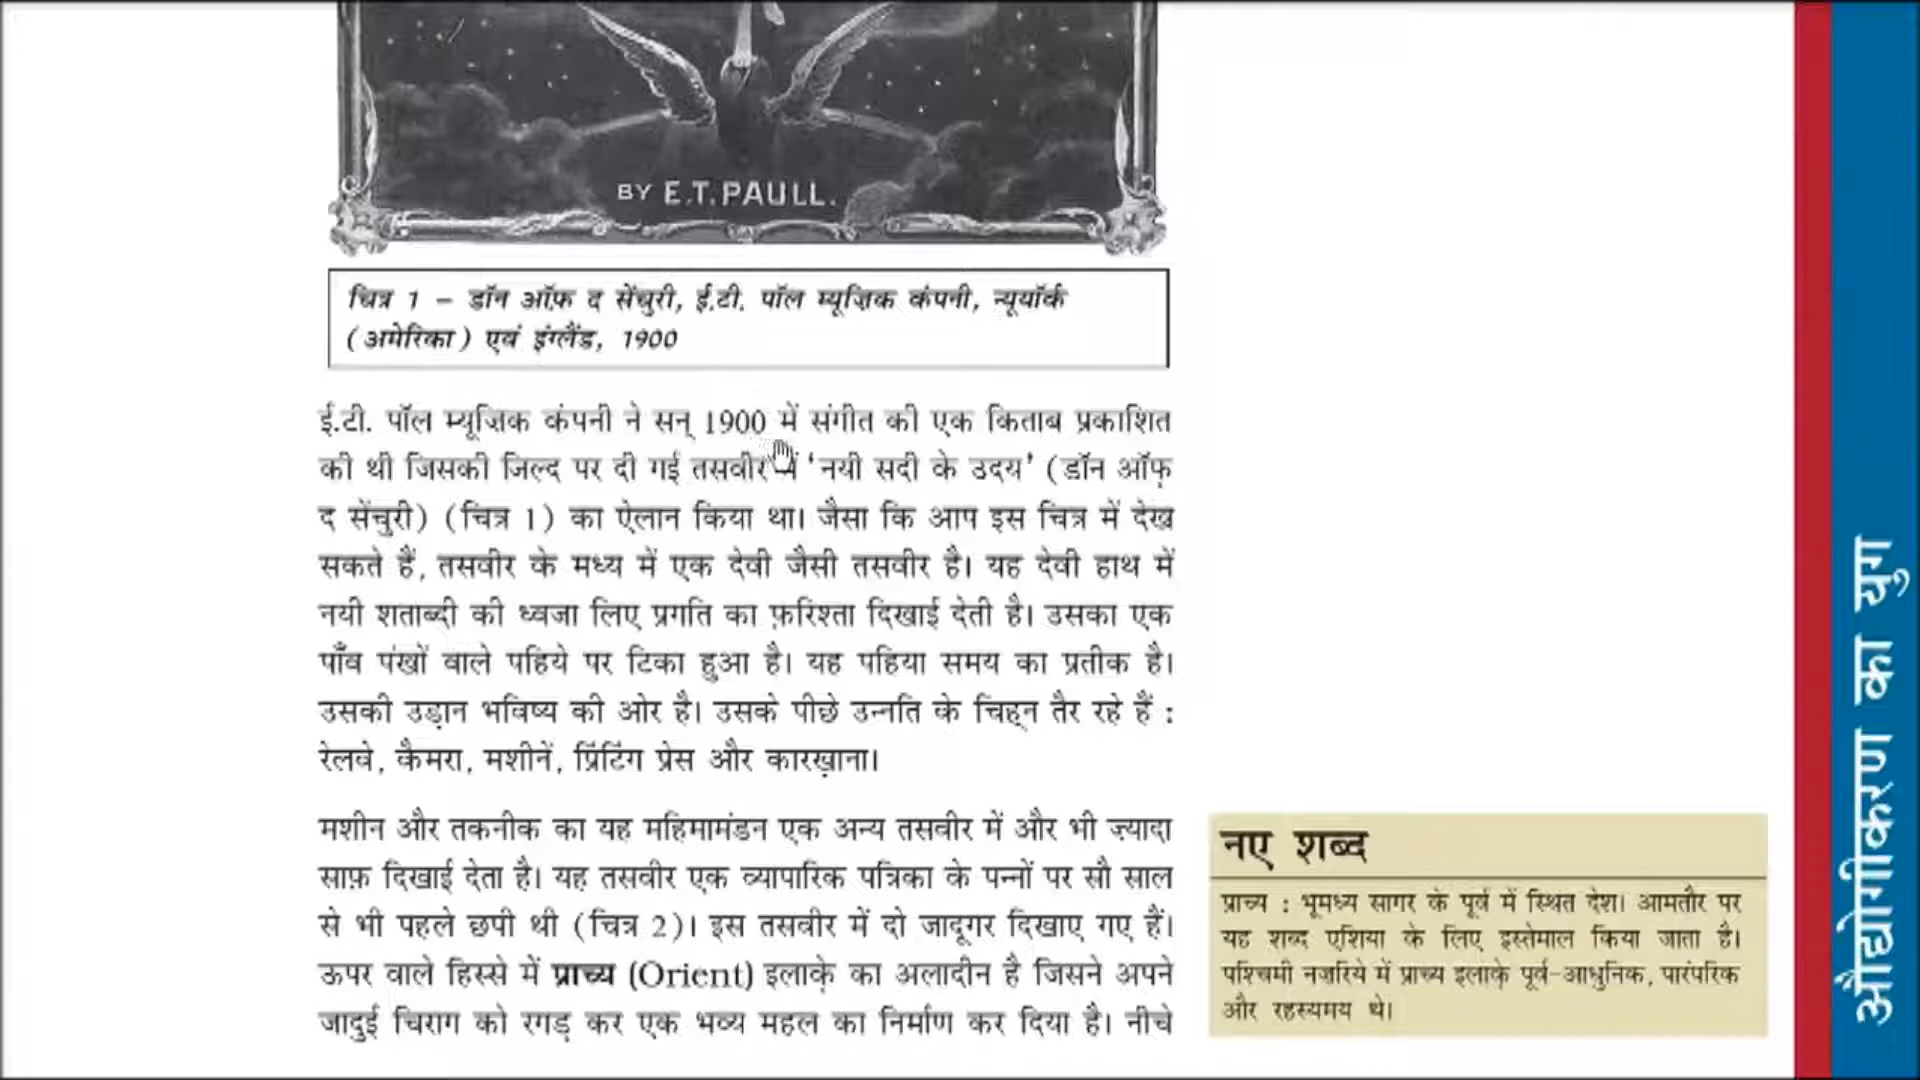 BY E.T. PAULL.
चित्र 1 – डॉन ऑफ़ द सेंचुरी, ई.टी. पॉल म्यूज़िक कंपनी, न्यूयॉर्क
(अमेरिका) एवं इंग्लैंड, 1900
ई.टी. पॉल म्यूज़िक कंपनी ने सन् 1900 में संगीत की एक किताब प्रकाशित
की थी जिसकी जिल्द पर दी गई तसवीर में ‘नयी सदी के उदय’ (डॉन ऑफ़
द सेंचुरी) (चित्र 1) का ऐलान किया था। जैसा कि आप इस चित्र में देख
सकते हैं, तसवीर के मध्य में एक देवी जैसी तसवीर है। यह देवी हाथ में
नयी शताब्दी की ध्वजा लिए प्रगति का फ़रिश्ता दिखाई देती है। उसका एक
पाँव पंखों वाले पहिये पर टिका हुआ है। यह पहिया समय का प्रतीक है।
उसकी उड़ान भविष्य की ओर है। उसके पीछे उन्नति के चिह्न तैर रहे हैं :
रेलवे, कैमरा, मशीनें, प्रिंटिंग प्रेस और कारख़ाना।
मशीन और तकनीक का यह महिमामंडन एक अन्य तसवीर में और भी ज़्यादा
साफ़ दिखाई देता है। यह तसवीर एक व्यापारिक पत्रिका के पन्नों पर सौ साल
से भी पहले छपी थी (चित्र 2)। इस तसवीर में दो जादूगर दिखाए गए हैं।
ऊपर वाले हिस्से में प्राच्य (Orient) इलाक़े का अलादीन है जिसने अपने
जादुई चिराग को रगड़ कर एक भव्य महल का निर्माण कर दिया है। नीचे
नए शब्द
प्राच्य : भूमध्य सागर के पूर्व में स्थित देश। आमतौर पर
यह शब्द एशिया के लिए इस्तेमाल किया जाता है।
पश्चिमी नज़रिये में प्राच्य इलाक़े पूर्व-आधुनिक, पारंपरिक
और रहस्यमय थे।
औद्योगीकरण का युग